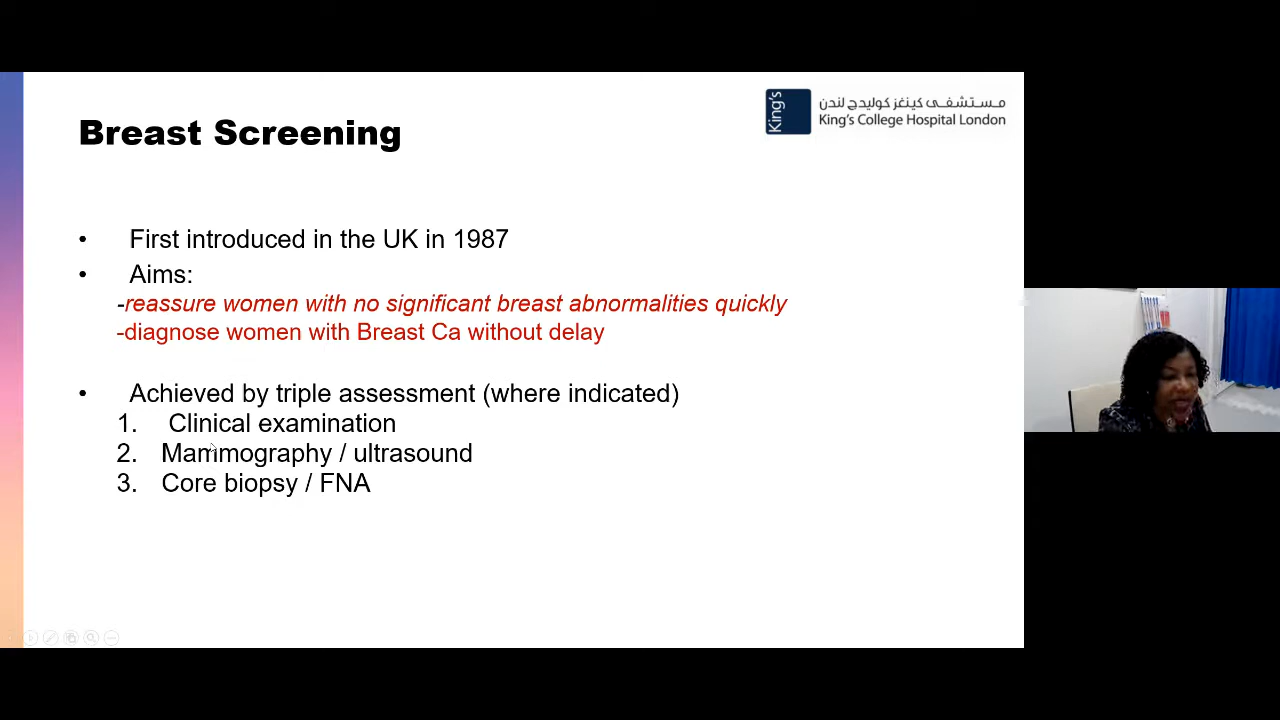 Breast Screening
King's
مستشفى كينغز كوليدج لندن
King's College Hospital London
• First introduced in the UK in 1987
• Aims:
-reassure women with no significant breast abnormalities quickly
-diagnose women with Breast Ca without delay
• Achieved by triple assessment (where indicated)
1. Clinical examination
2. Mammography / ultrasound
3. Core biopsy / FNA